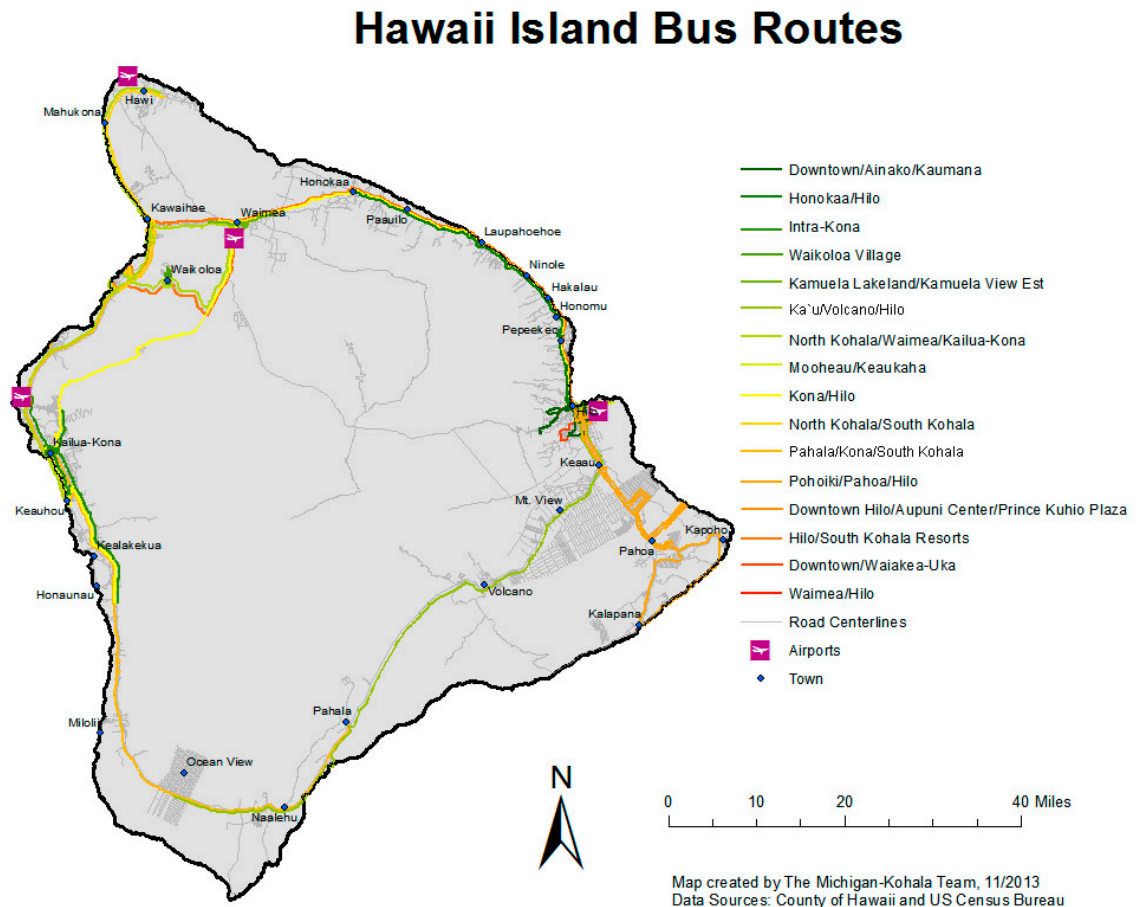 Hawaii Island Bus Routes
Hawi
Mahukona
Honokaa
Kawaihae
Waimea
Paauilo
Laupahoehoe
Waikoloa
Ninole
Hakalau
Honomu
Pepeekeo
Hilo
Kailua-Kona
Keaau
Mt. View
Keauhou
Kapoho
Kealakekua
Pahoa
Honaunau
Volcano
Kalapana
Pahala
Milolii
Ocean View
Naalehu
Downtown/Ainako/Kaumana
Honokaa/Hilo
Intra-Kona
Waikoloa Village
Kamuela Lakeland/Kamuela View Est
Ka`u/Volcano/Hilo
North Kohala/Waimea/Kailua-Kona
Mooheau/Keaukaha
Kona/Hilo
North Kohala/South Kohala
Pahala/Kona/South Kohala
Pohoiki/Pahoa/Hilo
Downtown Hilo/Aupuni Center/Prince Kuhio Plaza
Hilo/South Kohala Resorts
Downtown/Waiakea-Uka
Waimea/Hilo
Road Centerlines
Airports
Town
N
0 10 20 40 Miles
Map created by The Michigan-Kohala Team, 11/2013
Data Sources: County of Hawaii and US Census Bureau